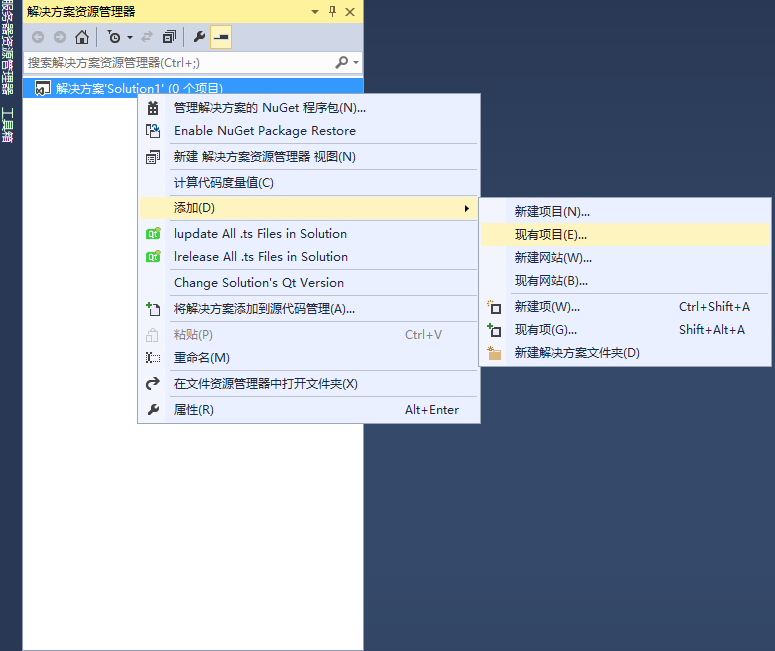 服务器资源管理器
工具箱
解决方案资源管理器
搜索解决方案资源管理器(Ctrl+;)
解决方案'Solution1' (0 个项目)
管理解决方案的 NuGet 程序包(N)...
Enable NuGet Package Restore
新建 解决方案资源管理器 视图(N)
计算代码度量值(C)
添加(D)
lupdate All .ts Files in Solution
lrelease All .ts Files in Solution
Change Solution's Qt Version
将解决方案添加到源代码管理(A)...
粘贴(P) Ctrl+V
重命名(M)
在文件资源管理器中打开文件夹(X)
属性(R) Alt+Enter
新建项目(N)...
现有项目(E)...
新建网站(W)...
现有网站(B)...
新建项(W)... Ctrl+Shift+A
现有项(G)... Shift+Alt+A
新建解决方案文件夹(D)